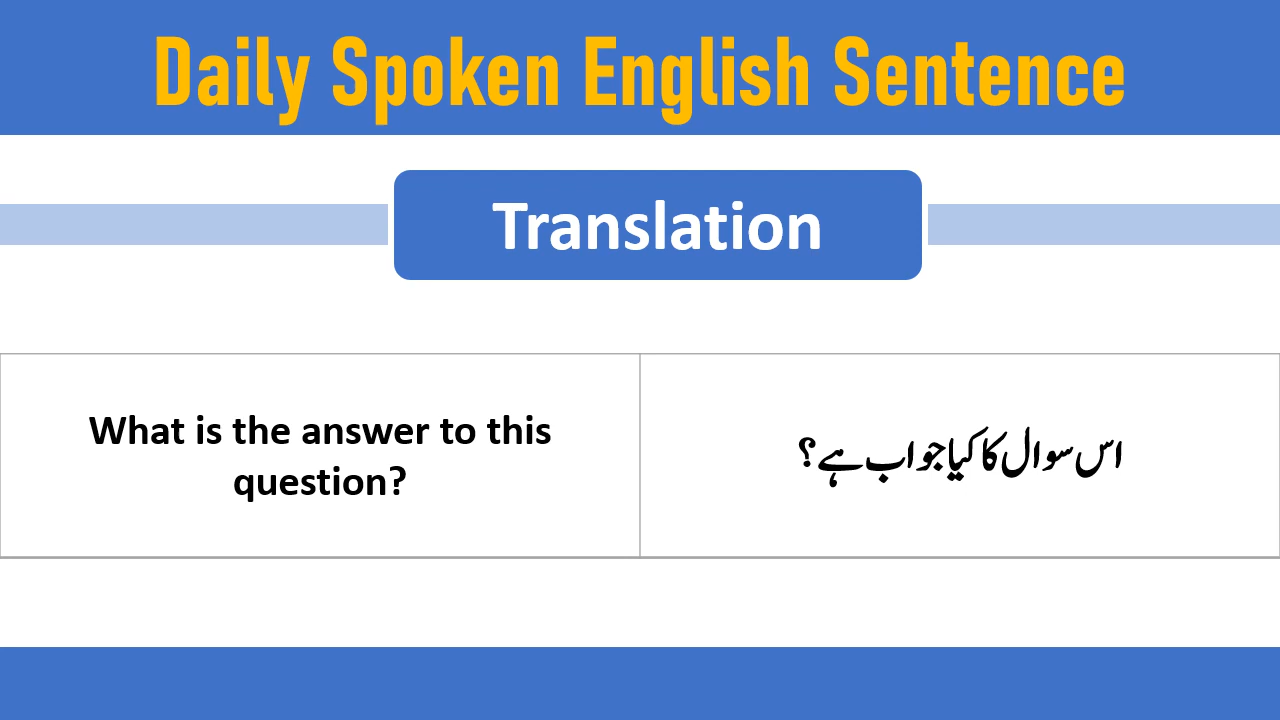 Daily Spoken English Sentence
Translation
What is the answer to this
question?
اس سوال کا کیا جواب ہے؟